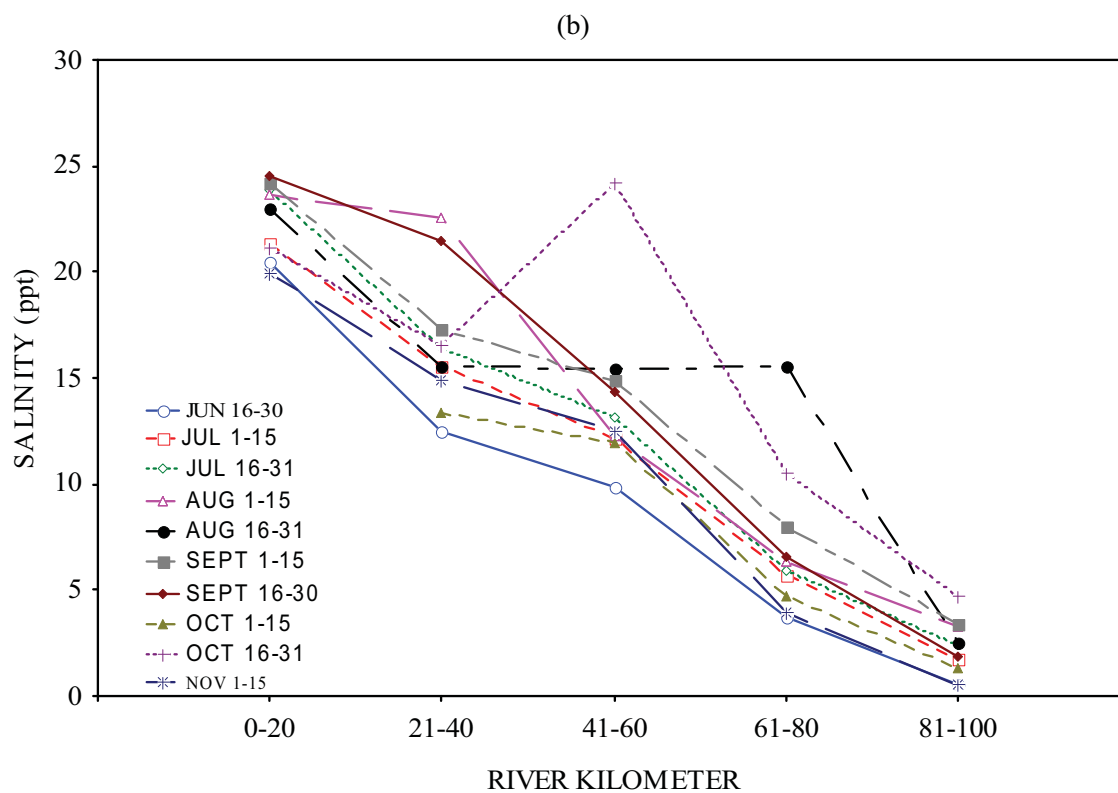 (b)
30
25
20
15
10
5
0
SALINITY (ppt)
JUN 16-30
JUL 1-15
JUL 16-31
AUG 1-15
AUG 16-31
SEPT 1-15
SEPT 16-30
OCT 1-15
OCT 16-31
NOV 1-15
0-20 21-40 41-60 61-80 81-100
RIVER KILOMETER